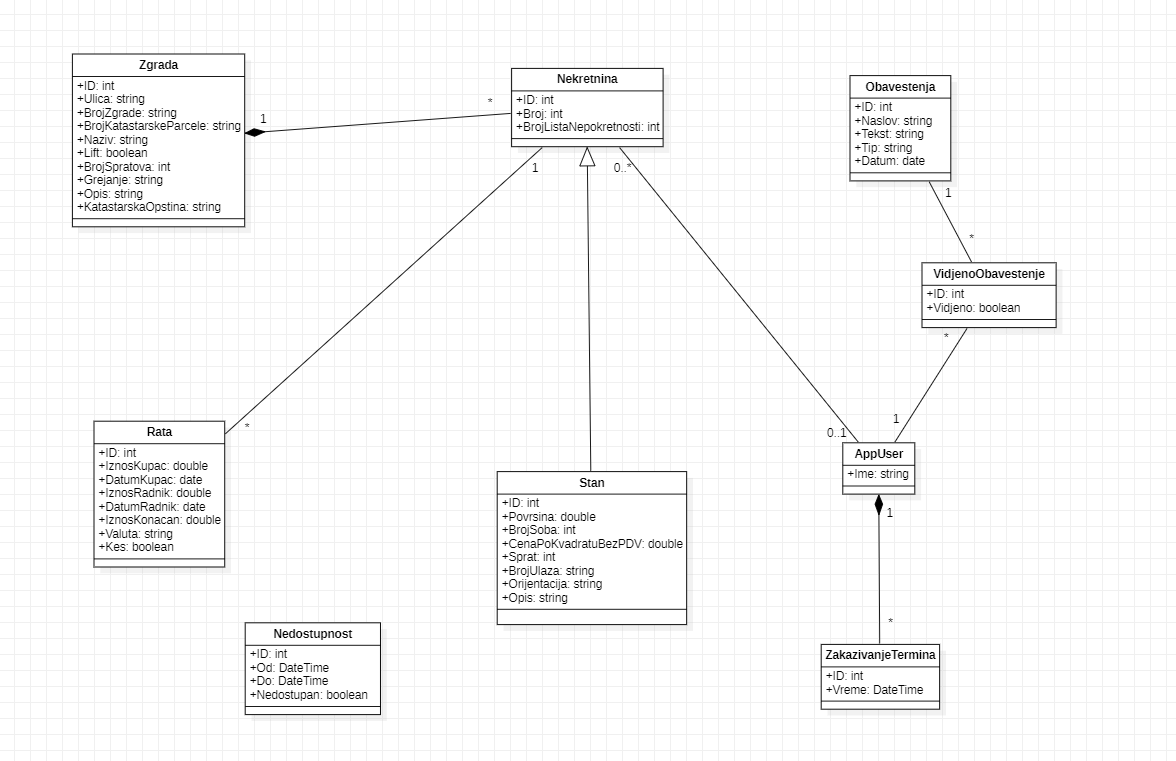 Zgrada
+ID: int
+Ulica: string
+BrojZgrade: string
+BrojKatastarskeParcele: string
+Naziv: string
+Lift: boolean
+BrojSpratova: int
+Grejanje: string
+Opis: string
+KatastarskaOpstina: string
1
*
Nekretnina
+ID: int
+Broj: int
+BrojListaNepokretnosti: int
1
0..*
Obavestenja
+ID: int
+Naslov: string
+Tekst: string
+Tip: string
+Datum: date
1
*
VidjenoObavestenje
+ID: int
+Vidjeno: boolean
*
1
0..1
AppUser
+Ime: string
1
*
Rata
+ID: int
+IznosKupac: double
+DatumKupac: date
+IznosRadnik: double
+DatumRadnik: date
+IznosKonacan: double
+Valuta: string
+Kes: boolean
*
Stan
+ID: int
+Povrsina: double
+BrojSoba: int
+CenaPoKvadratuBezPDV: double
+Sprat: int
+BrojUlaza: string
+Orijentacija: string
+Opis: string
Nedostupnost
+ID: int
+Od: DateTime
+Do: DateTime
+Nedostupan: boolean
ZakazivanjeTermina
+ID: int
+Vreme: DateTime